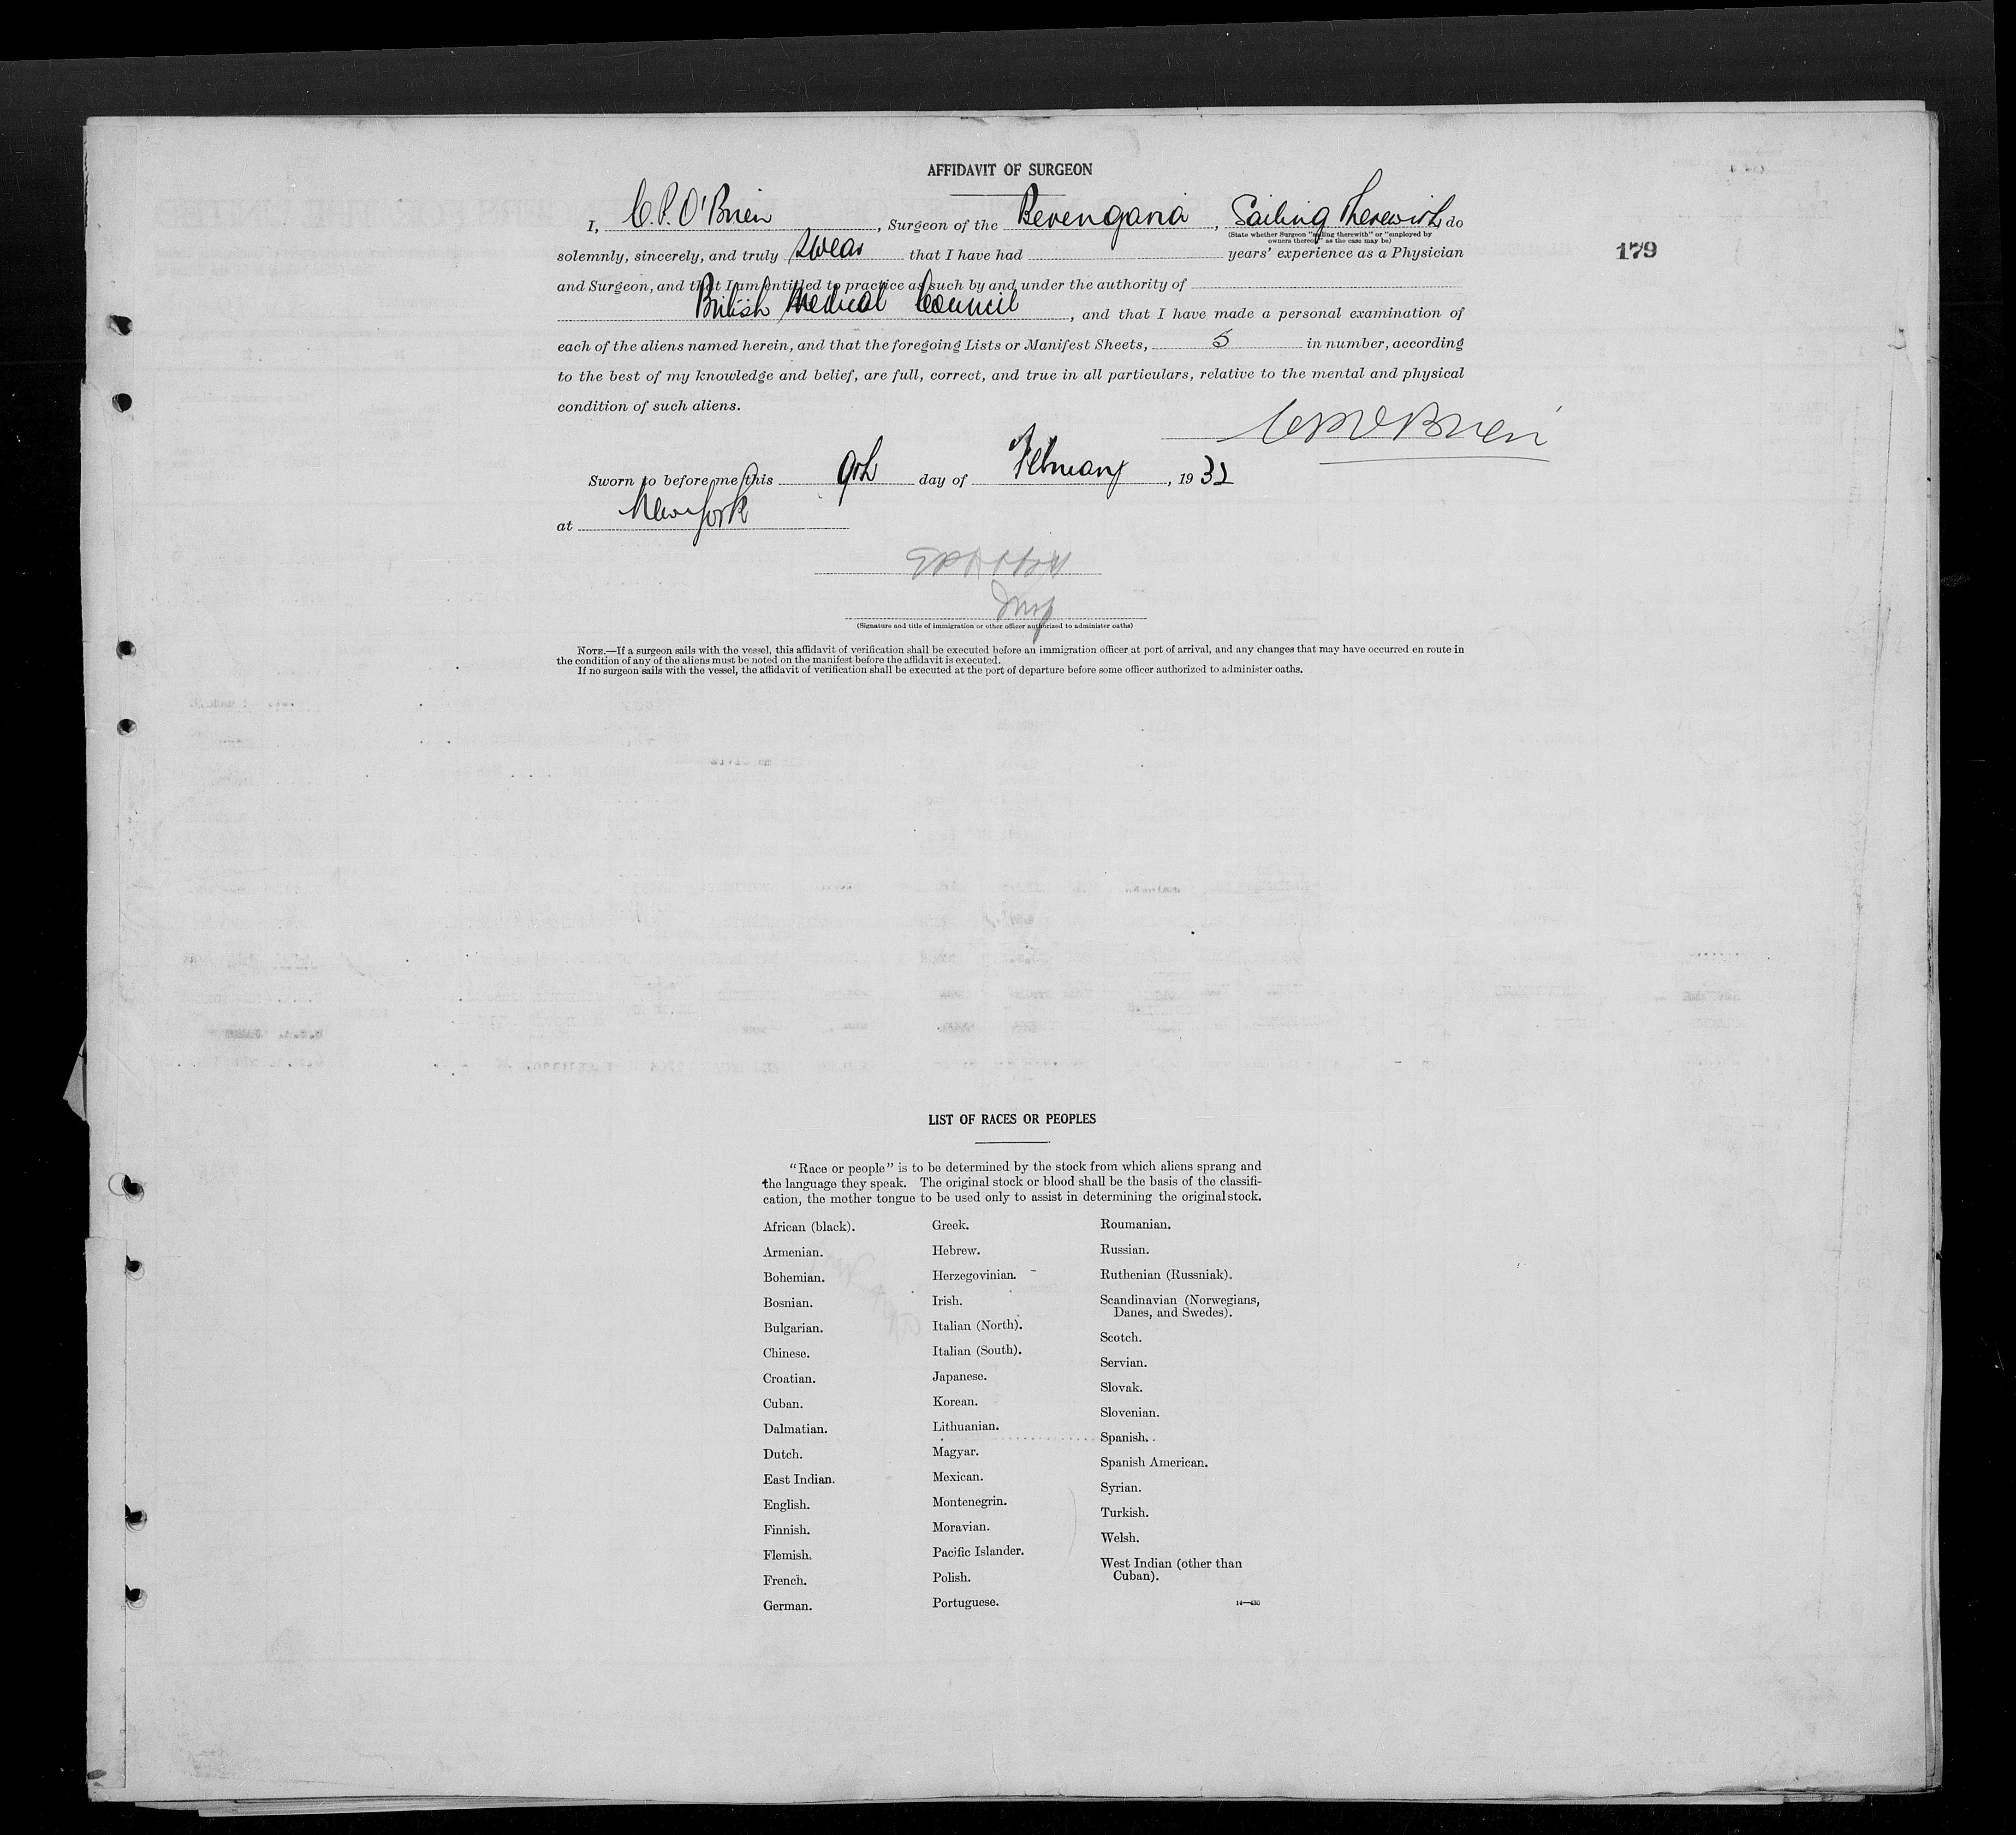 AFFIDAVIT OF SURGEON
I, C. P. O'Brien, Surgeon of the Berengaria, Sailing Therewith, do
(State whether Surgeon "sailing therewith" or "employed by
owners thereof" as the case may be)
179
solemnly, sincerely, and truly swear that I have had years' experience as a Physician
and Surgeon, and that I am entitled to practice as such by and under the authority of
British Medical Council, and that I have made a personal examination of
each of the aliens named herein, and that the foregoing Lists or Manifest Sheets, 5 in number, according
to the best of my knowledge and belief, are full, correct, and true in all particulars, relative to the mental and physical
condition of such aliens.
C P O'Brien
Sworn to before me this 9th day of February, 1932
at New York
Insp
(Signature and title of immigration or other officer authorized to administer oaths)
NOTE.—If a surgeon sails with the vessel, this affidavit of verification shall be executed before an immigration officer at port of arrival, and any changes that may have occurred en route in
the condition of any of the aliens must be noted on the manifest before the affidavit is executed.
If no surgeon sails with the vessel, the affidavit of verification shall be executed at the port of departure before some officer authorized to administer oaths.
LIST OF RACES OR PEOPLES
"Race or people" is to be determined by the stock from which aliens sprang and
the language they speak. The original stock or blood shall be the basis of the classifi-
cation, the mother tongue to be used only to assist in determining the original stock.
African (black).
Armenian.
Bohemian.
Bosnian.
Bulgarian.
Chinese.
Croatian.
Cuban.
Dalmatian.
Dutch.
East Indian.
English.
Finnish.
Flemish.
French.
German.
Greek.
Hebrew.
Herzegovinian.
Irish.
Italian (North).
Italian (South).
Japanese.
Korean.
Lithuanian.
Magyar.
Mexican.
Montenegrin.
Moravian.
Pacific Islander.
Polish.
Portuguese.
Roumanian.
Russian.
Ruthenian (Russniak).
Scandinavian (Norwegians,
Danes, and Swedes).
Scotch.
Servian.
Slovak.
Slovenian.
Spanish.
Spanish American.
Syrian.
Turkish.
Welsh.
West Indian (other than
Cuban).
14—430